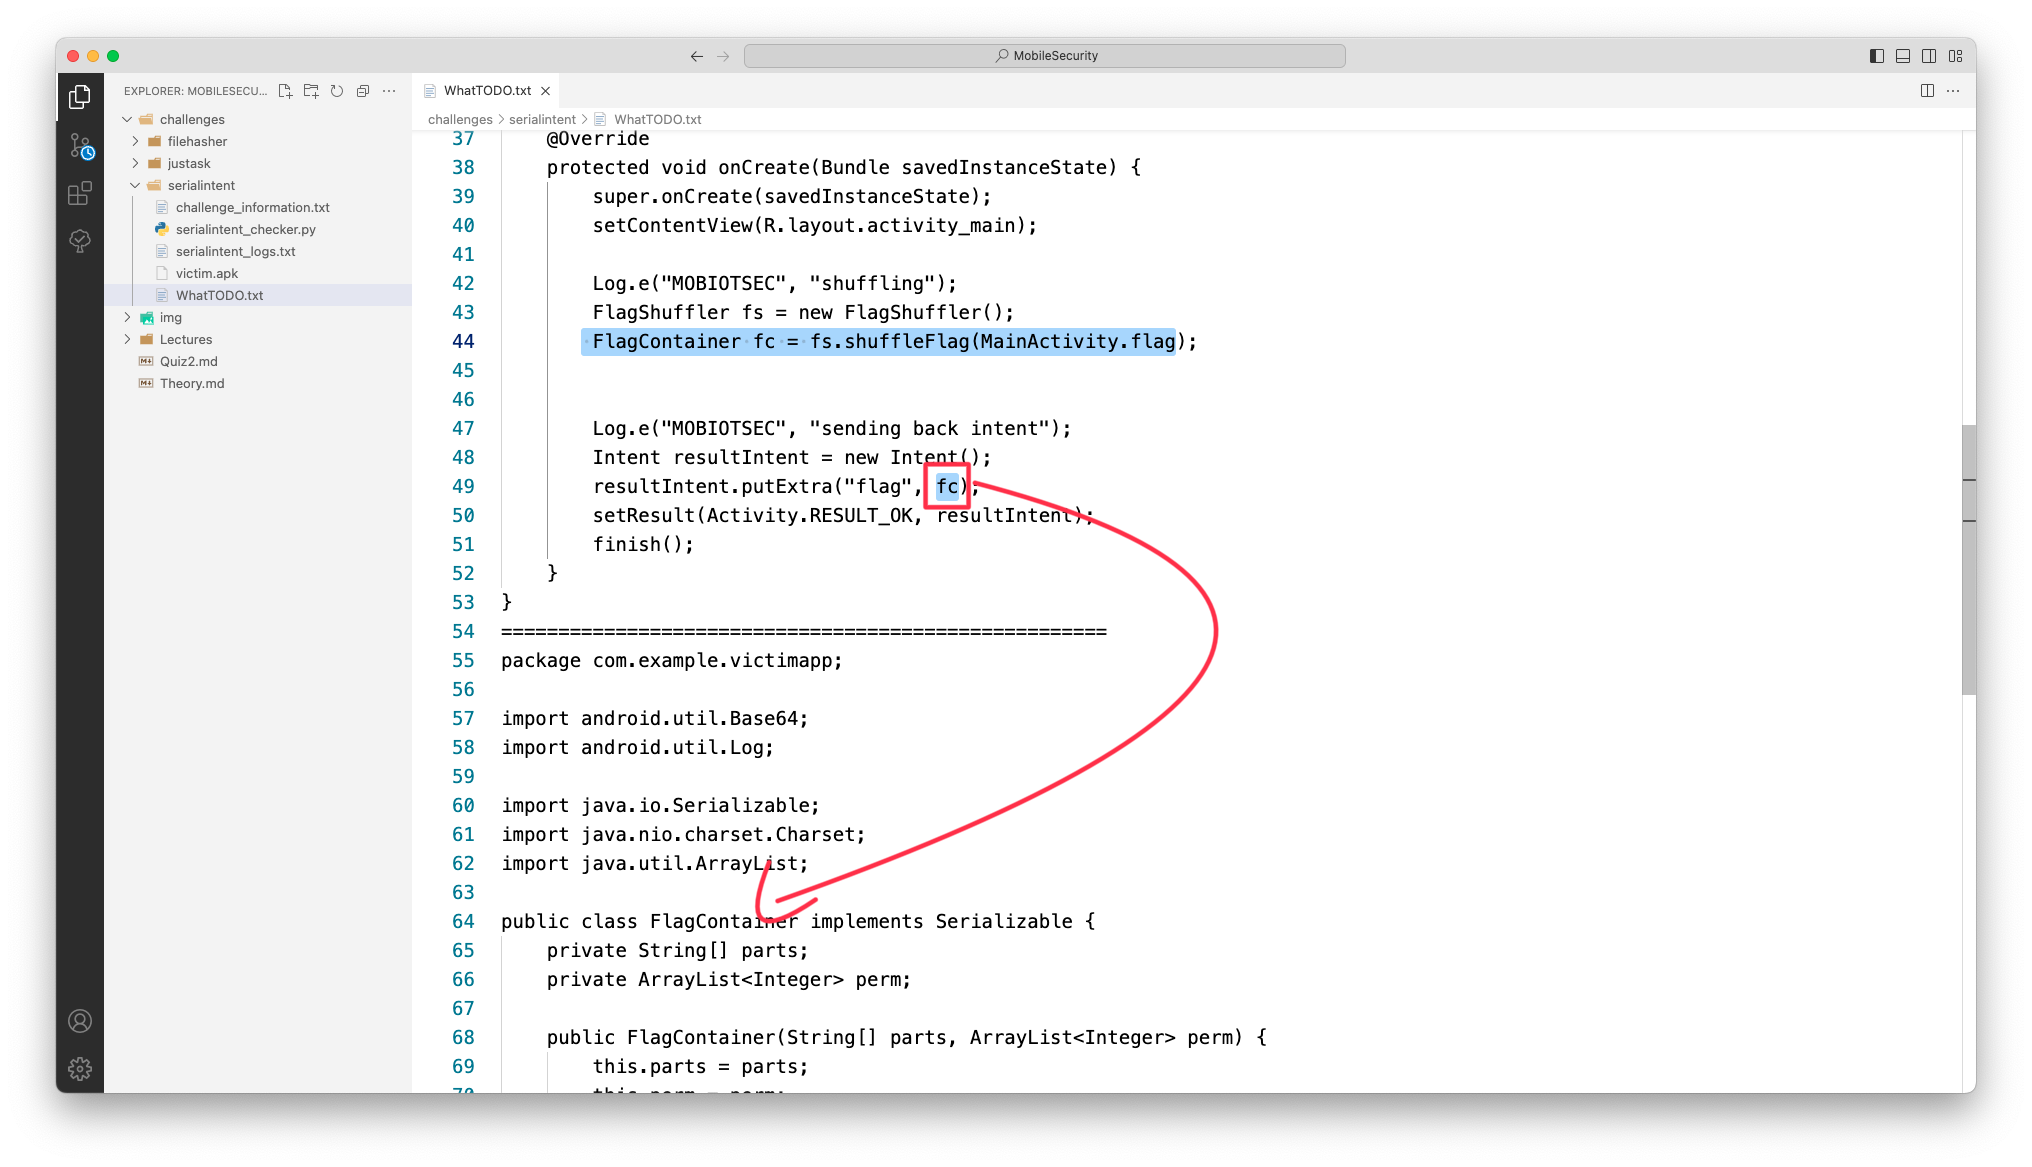 MobileSecurity
EXPLORER: MOBILESECU...
challenges
filehasher
justask
serialintent
challenge_information.txt
serialintent_checker.py
serialintent_logs.txt
victim.apk
WhatTODO.txt
img
Lectures
Quiz2.md
Theory.md
WhatTODO.txt
challenges > serialintent > WhatTODO.txt
37 @Override
38 protected void onCreate(Bundle savedInstanceState) {
39 super.onCreate(savedInstanceState);
40 setContentView(R.layout.activity_main);
41
42 Log.e("MOBIOTSEC", "shuffling");
43 FlagShuffler fs = new FlagShuffler();
44 FlagContainer fc = fs.shuffleFlag(MainActivity.flag);
45
46
47 Log.e("MOBIOTSEC", "sending back intent");
48 Intent resultIntent = new Intent();
49 resultIntent.putExtra("flag", fc);
50 setResult(Activity.RESULT_OK, resultIntent);
51 finish();
52 }
53 }
54 =====================================================
55 package com.example.victimapp;
56
57 import android.util.Base64;
58 import android.util.Log;
59
60 import java.io.Serializable;
61 import java.nio.charset.Charset;
62 import java.util.ArrayList;
63
64 public class FlagContainer implements Serializable {
65 private String[] parts;
66 private ArrayList<Integer> perm;
67
68 public FlagContainer(String[] parts, ArrayList<Integer> perm) {
69 this.parts = parts;
70 this.perm = perm;